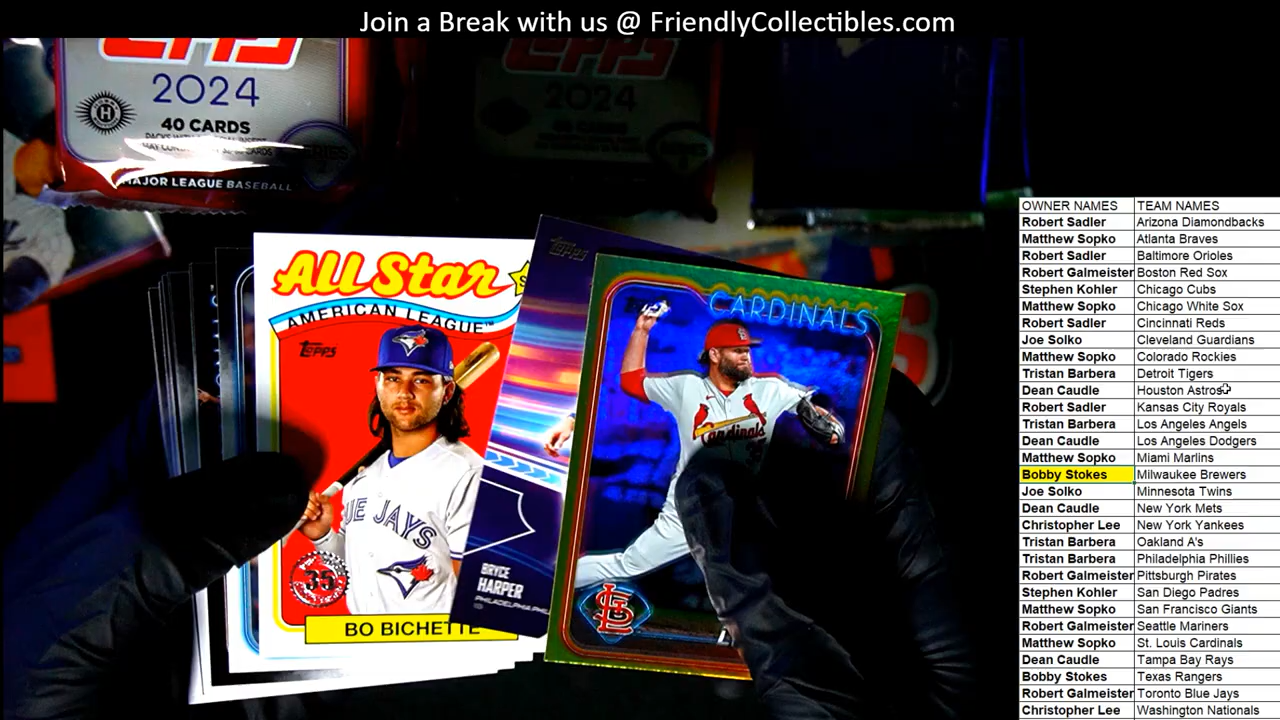 Join a Break with us @ FriendlyCollectibles.com
Topps
2024
40 CARDS
MAJOR LEAGUE BASEBALL
2024
All Star
AMERICAN LEAGUE™
Topps
BLUE JAYS
35
BO BICHETTE
Topps
BRYCE
HARPER
CARDINALS
Cardinals
OWNER NAMES TEAM NAMES
Robert Sadler Arizona Diamondbacks
Matthew Sopko Atlanta Braves
Robert Sadler Baltimore Orioles
Robert Galmeister Boston Red Sox
Stephen Kohler Chicago Cubs
Matthew Sopko Chicago White Sox
Robert Sadler Cincinnati Reds
Joe Solko Cleveland Guardians
Matthew Sopko Colorado Rockies
Tristan Barbera Detroit Tigers
Dean Caudle Houston Astros
Robert Sadler Kansas City Royals
Tristan Barbera Los Angeles Angels
Dean Caudle Los Angeles Dodgers
Matthew Sopko Miami Marlins
Bobby Stokes Milwaukee Brewers
Joe Solko Minnesota Twins
Dean Caudle New York Mets
Christopher Lee New York Yankees
Tristan Barbera Oakland A's
Tristan Barbera Philadelphia Phillies
Robert Galmeister Pittsburgh Pirates
Stephen Kohler San Diego Padres
Matthew Sopko San Francisco Giants
Robert Galmeister Seattle Mariners
Matthew Sopko St. Louis Cardinals
Dean Caudle Tampa Bay Rays
Bobby Stokes Texas Rangers
Robert Galmeister Toronto Blue Jays
Christopher Lee Washington Nationals